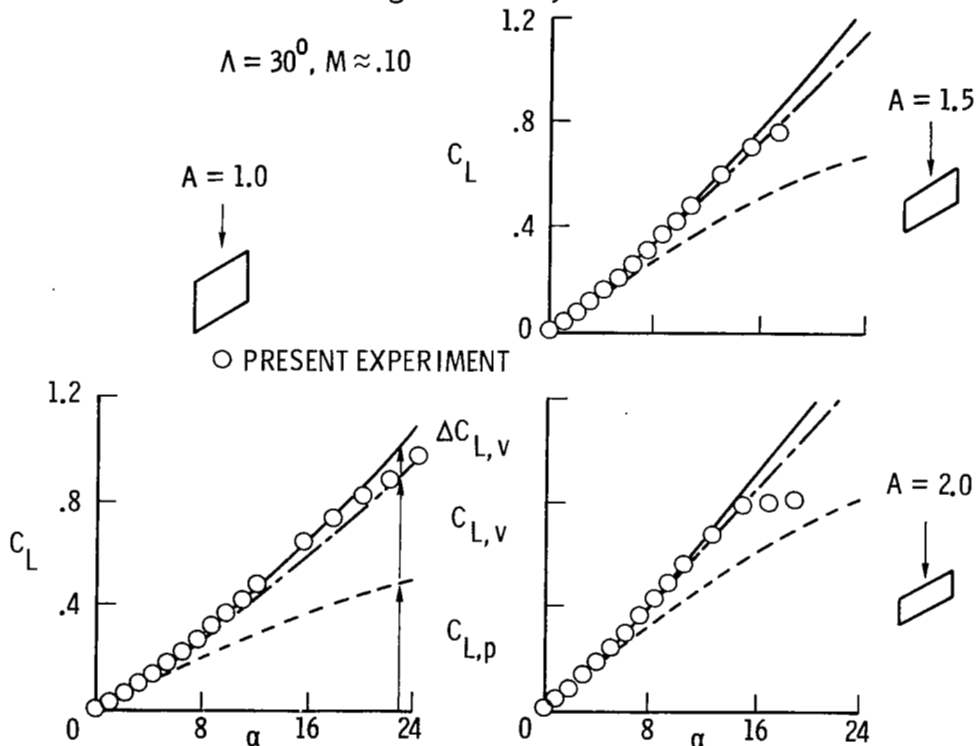 Λ = 30⁰, M ≈ .10
A = 1.0
1.2
.8
C_L
.4
0
A = 1.5
○ PRESENT EXPERIMENT
1.2
.8
C_L
.4
0
8
α
16
24
ΔC_L,v
C_L,v
C_L,p
0
8
α
16
24
A = 2.0